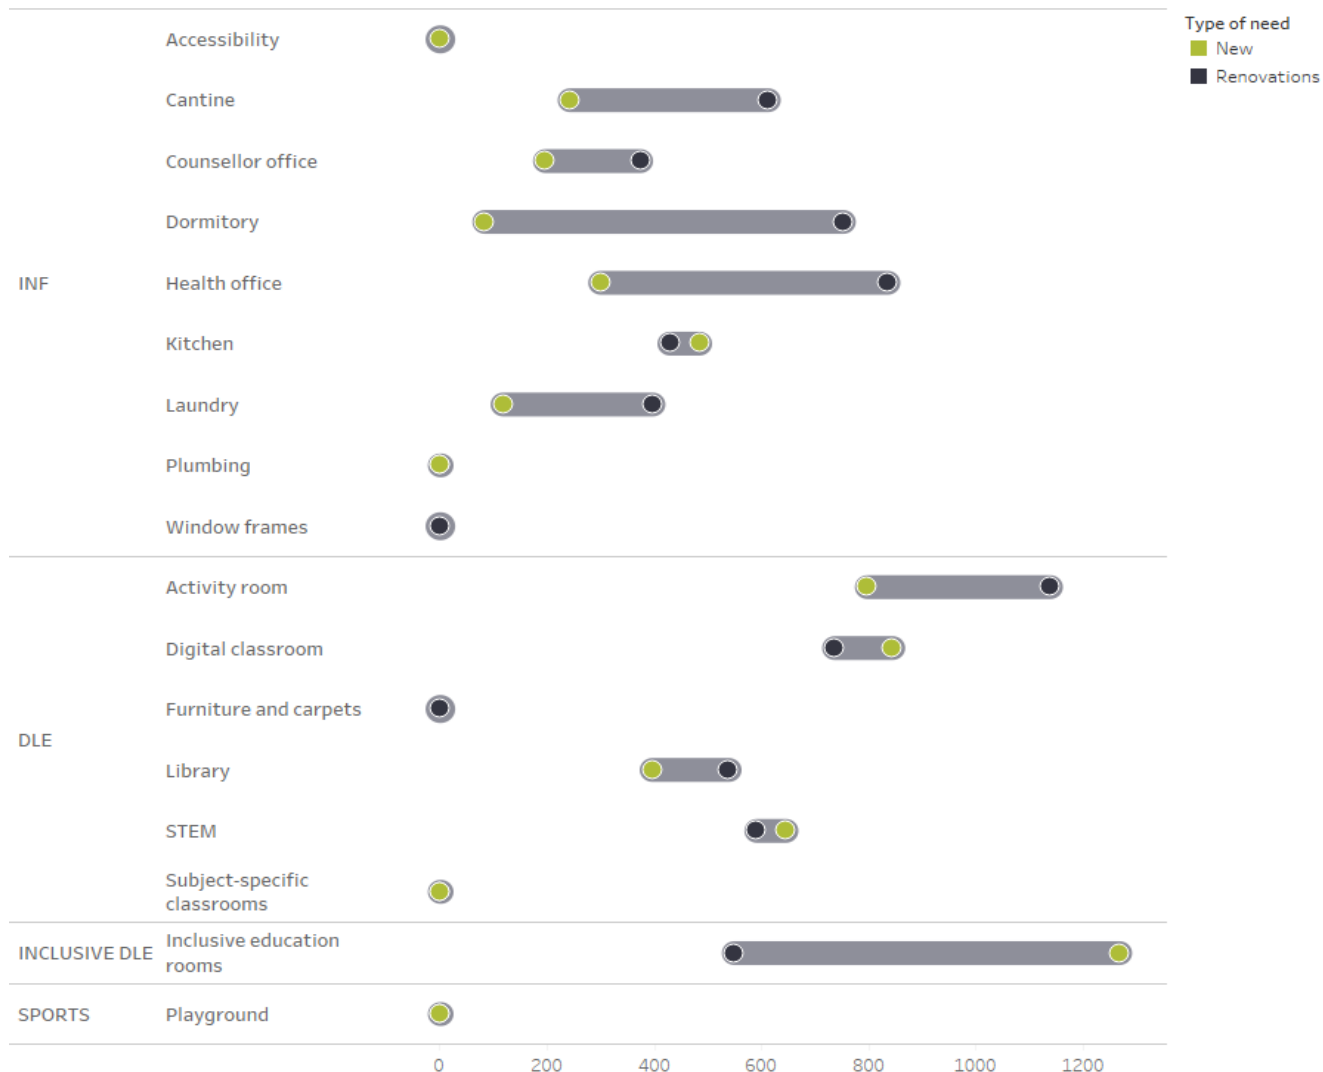 Type of need
New
Renovations
INF
Accessibility
Cantine
Counsellor office
Dormitory
Health office
Kitchen
Laundry
Plumbing
Window frames
DLE
Activity room
Digital classroom
Furniture and carpets
Library
STEM
Subject-specific
classrooms
INCLUSIVE DLE
Inclusive education
rooms
SPORTS
Playground
0 200 400 600 800 1000 1200